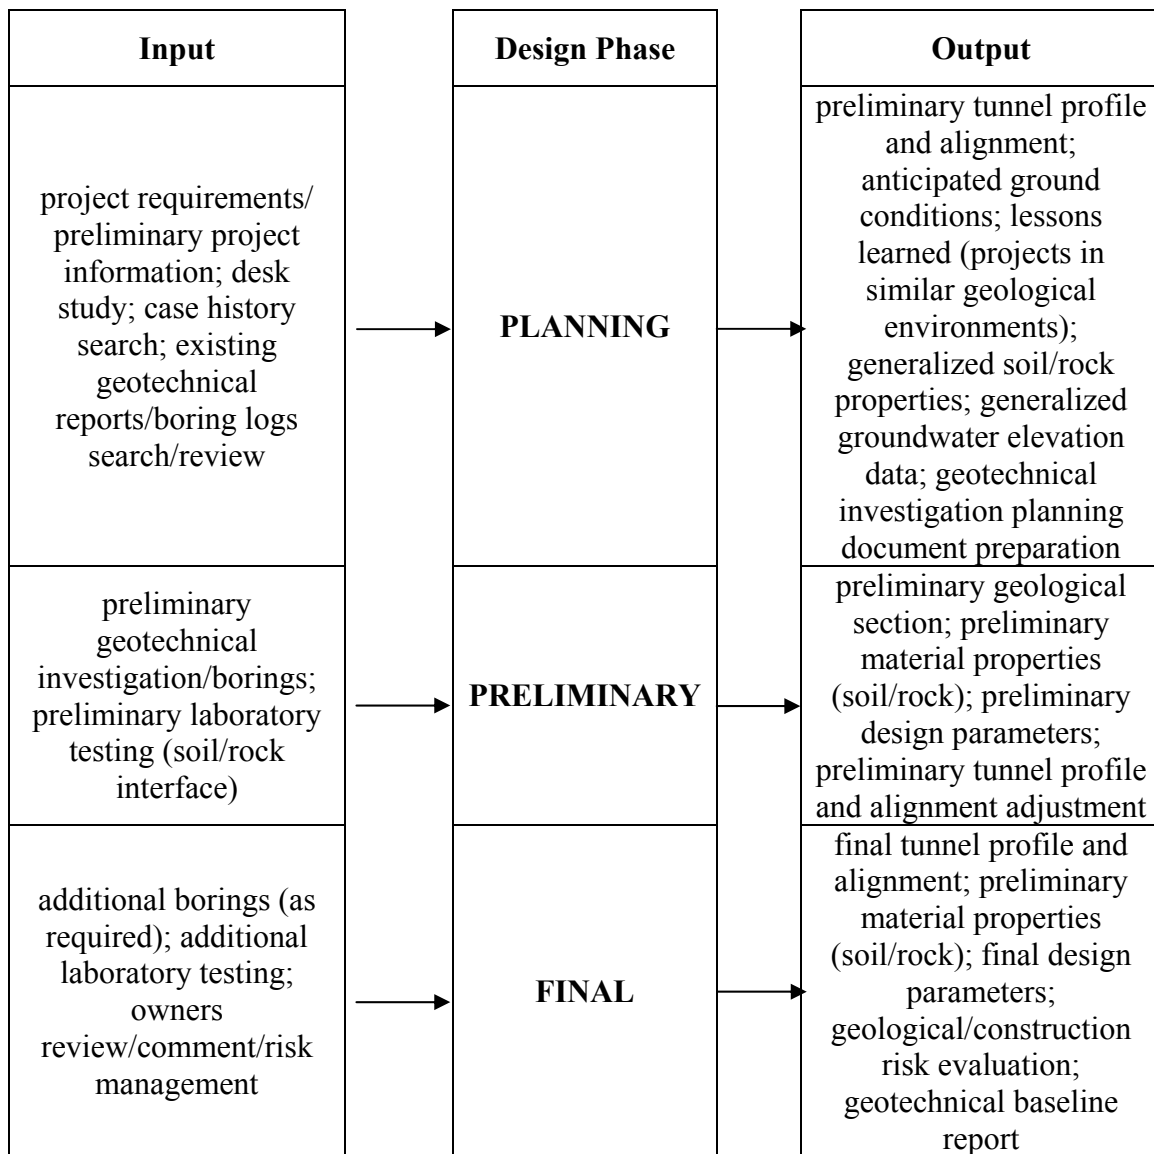 Input
Design Phase
Output
project requirements/
preliminary project
information; desk
study; case history
search; existing
geotechnical
reports/boring logs
search/review
PLANNING
preliminary tunnel profile
and alignment;
anticipated ground
conditions; lessons
learned (projects in
similar geological
environments);
generalized soil/rock
properties; generalized
groundwater elevation
data; geotechnical
investigation planning
document preparation
preliminary
geotechnical
investigation/borings;
preliminary laboratory
testing (soil/rock
interface)
PRELIMINARY
preliminary geological
section; preliminary
material properties
(soil/rock); preliminary
design parameters;
preliminary tunnel profile
and alignment adjustment
additional borings (as
required); additional
laboratory testing;
owners
review/comment/risk
management
FINAL
final tunnel profile and
alignment; preliminary
material properties
(soil/rock); final design
parameters;
geological/construction
risk evaluation;
geotechnical baseline
report